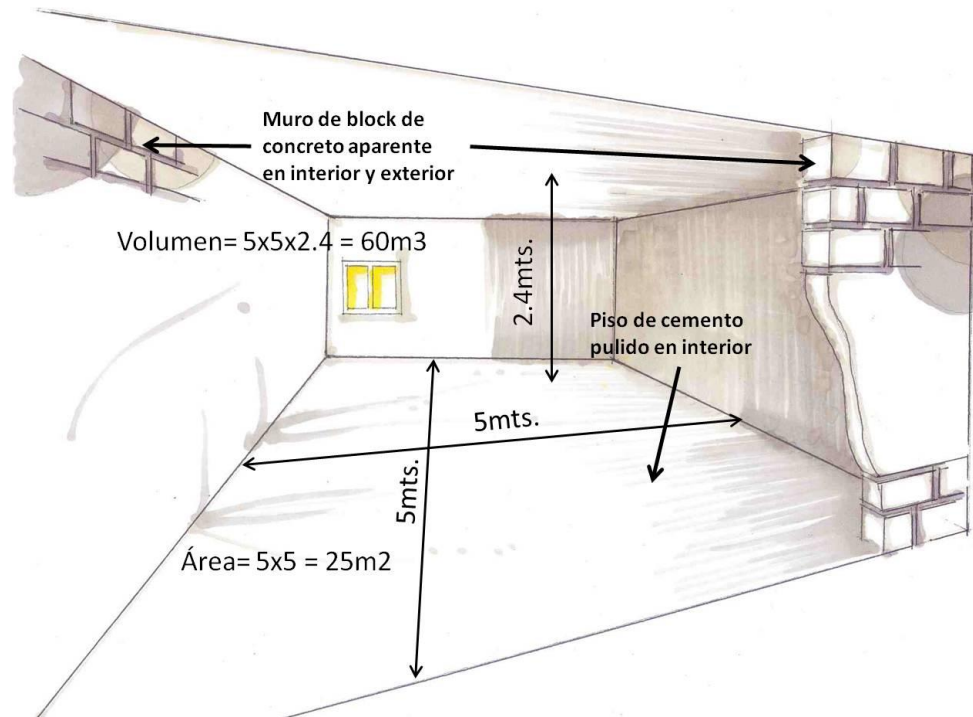 Muro de block de
concreto aparente
en interior y exterior
Volumen= 5x5x2.4 = 60m3
2.4mts.
Piso de cemento
pulido en interior
5mts.
5mts.
Área= 5x5 = 25m2